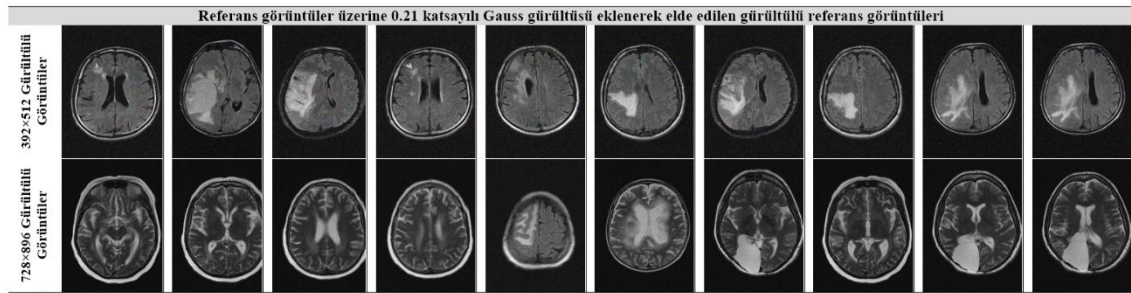 Referans görüntüler üzerine 0.21 katsayılı Gauss gürültüsü eklenerek elde edilen gürültülü referans görüntüleri
392×512 Gürültülü
Görüntüler
728×896 Gürültülü
Görüntüler